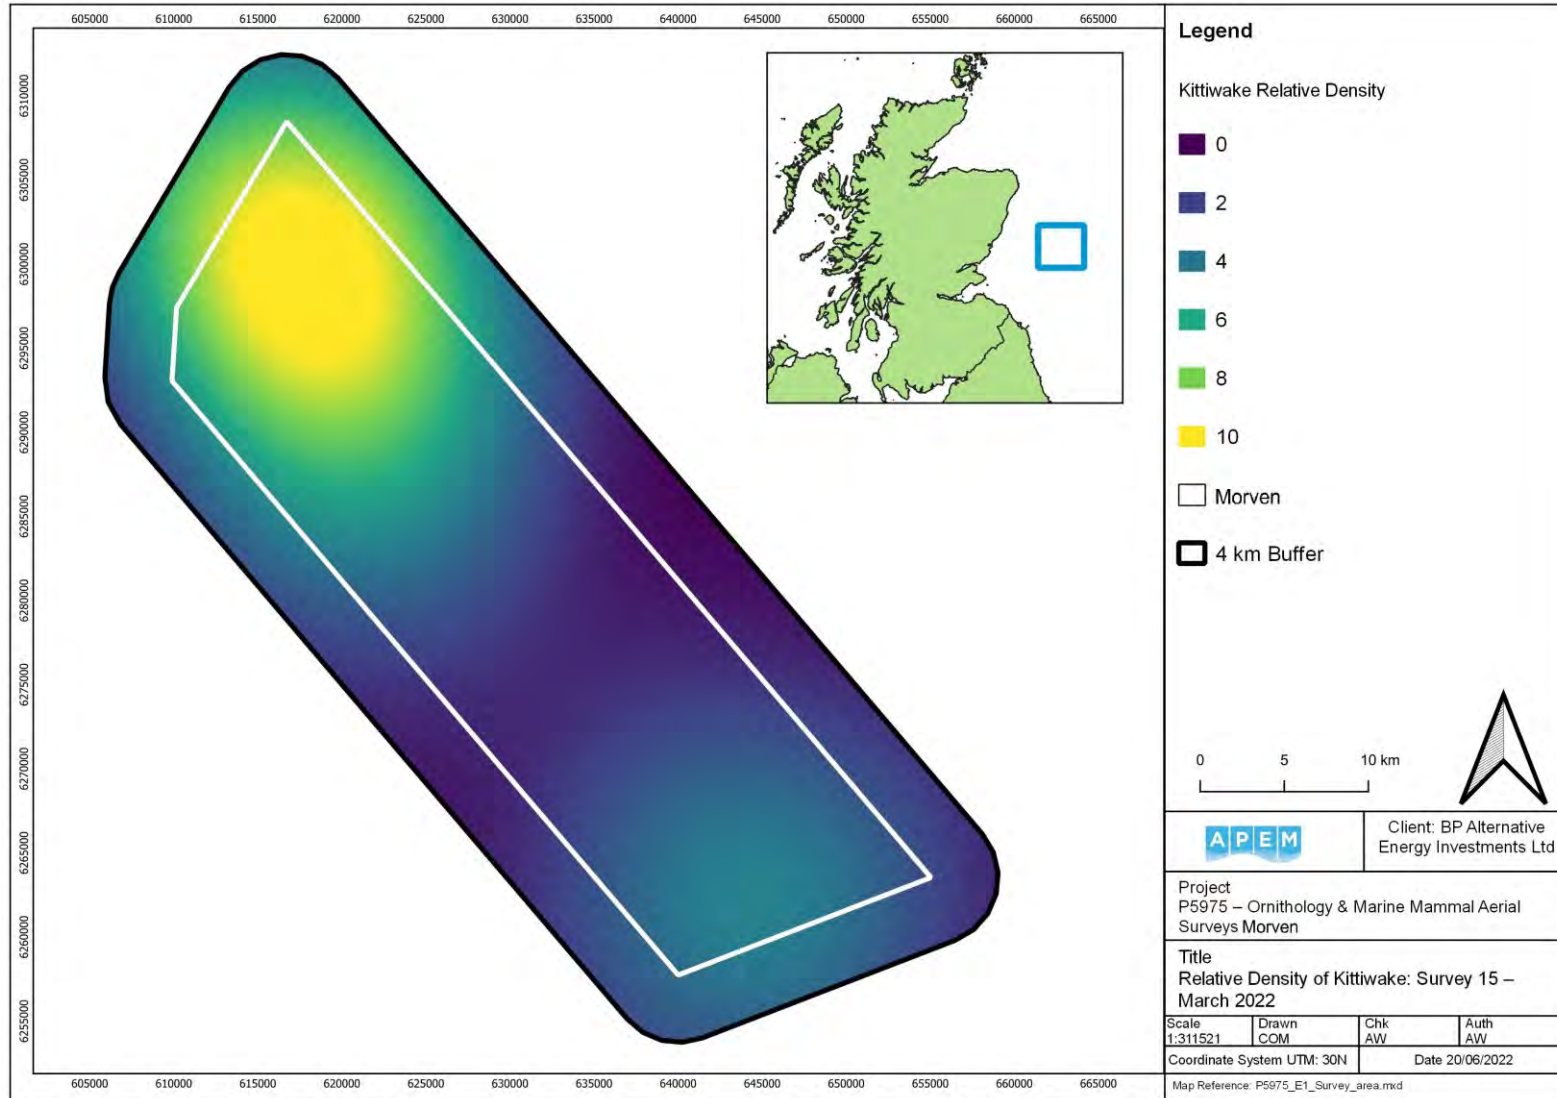 605000 610000 615000 620000 625000 630000 635000 640000 645000 650000 655000 660000 665000
6310000
6305000
6300000
6295000
6290000
6285000
6280000
6275000
6270000
6265000
6260000
6255000
605000 610000 615000 620000 625000 630000 635000 640000 645000 650000 655000 660000 665000
Legend
Kittiwake Relative Density
0
2
4
6
8
10
Morven
4 km Buffer
0 5 10 km
APEM
Client: BP Alternative
Energy Investments Ltd
Project
P5975 – Ornithology & Marine Mammal Aerial
Surveys Morven
Title
Relative Density of Kittiwake: Survey 15 –
March 2022
Scale
1:311521
Drawn
COM
Chk
AW
Auth
AW
Coordinate System UTM: 30N
Date 20/06/2022
Map Reference: P5975_E1_Survey_area.mxd